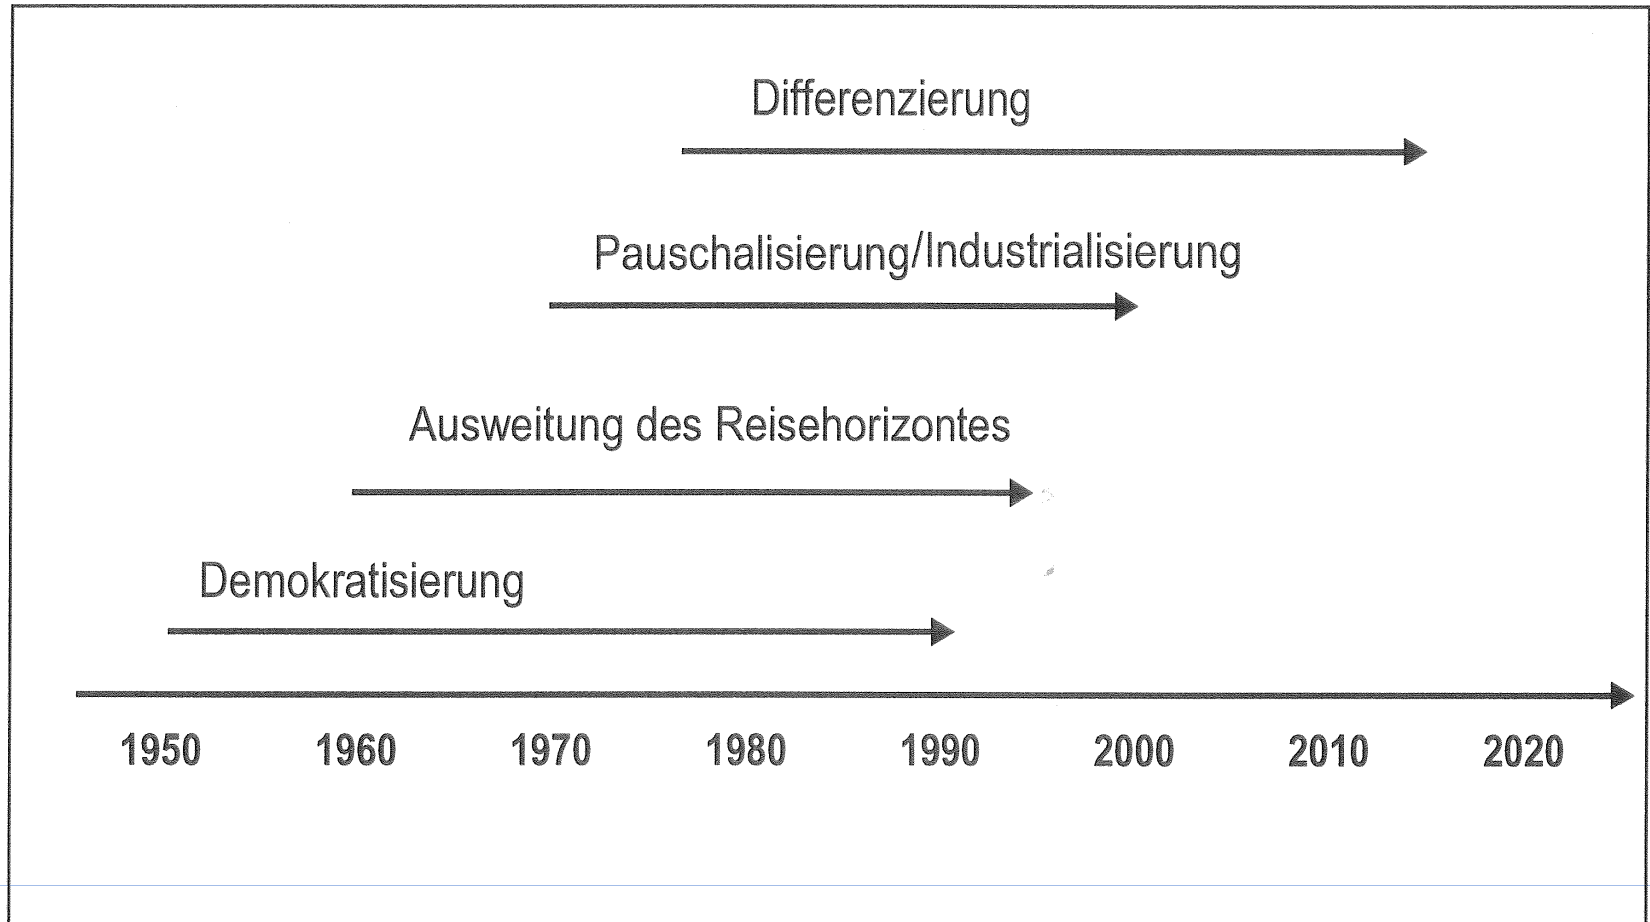 Differenzierung
Pauschalisierung/Industrialisierung
Ausweitung des Reisehorizontes
Demokratisierung
1950 1960 1970 1980 1990 2000 2010 2020